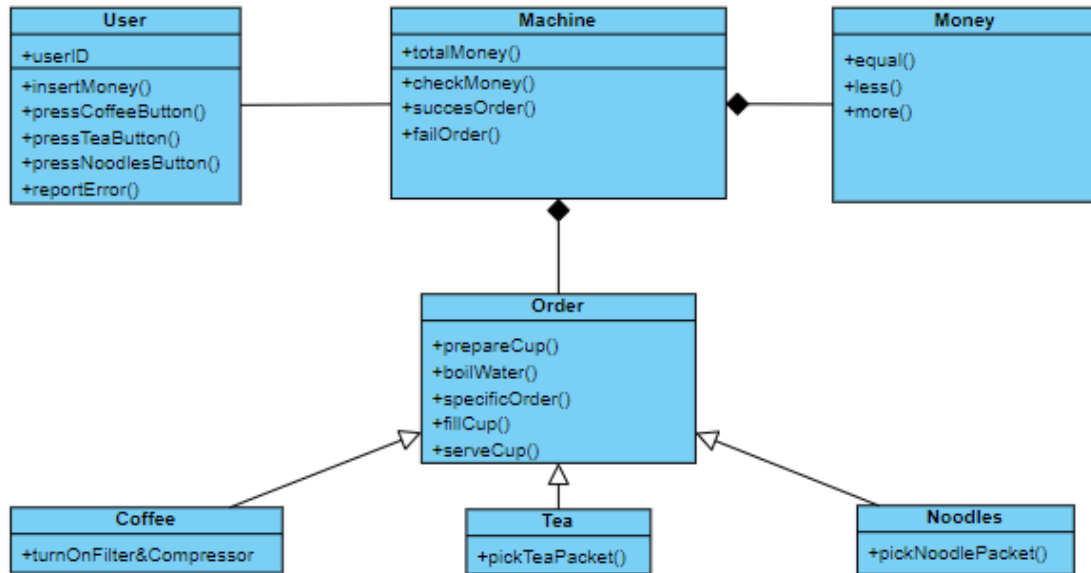 User
+userID
+insertMoney()
+pressCoffeeButton()
+pressTeaButton()
+pressNoodlesButton()
+reportError()
Machine
+totalMoney()
+checkMoney()
+succesOrder()
+failOrder()
Money
+equal()
+less()
+more()
Order
+prepareCup()
+boilWater()
+specificOrder()
+fillCup()
+serveCup()
Coffee
+turnOnFilter&Compressor
Tea
+pickTeaPacket()
Noodles
+pickNoodlePacket()